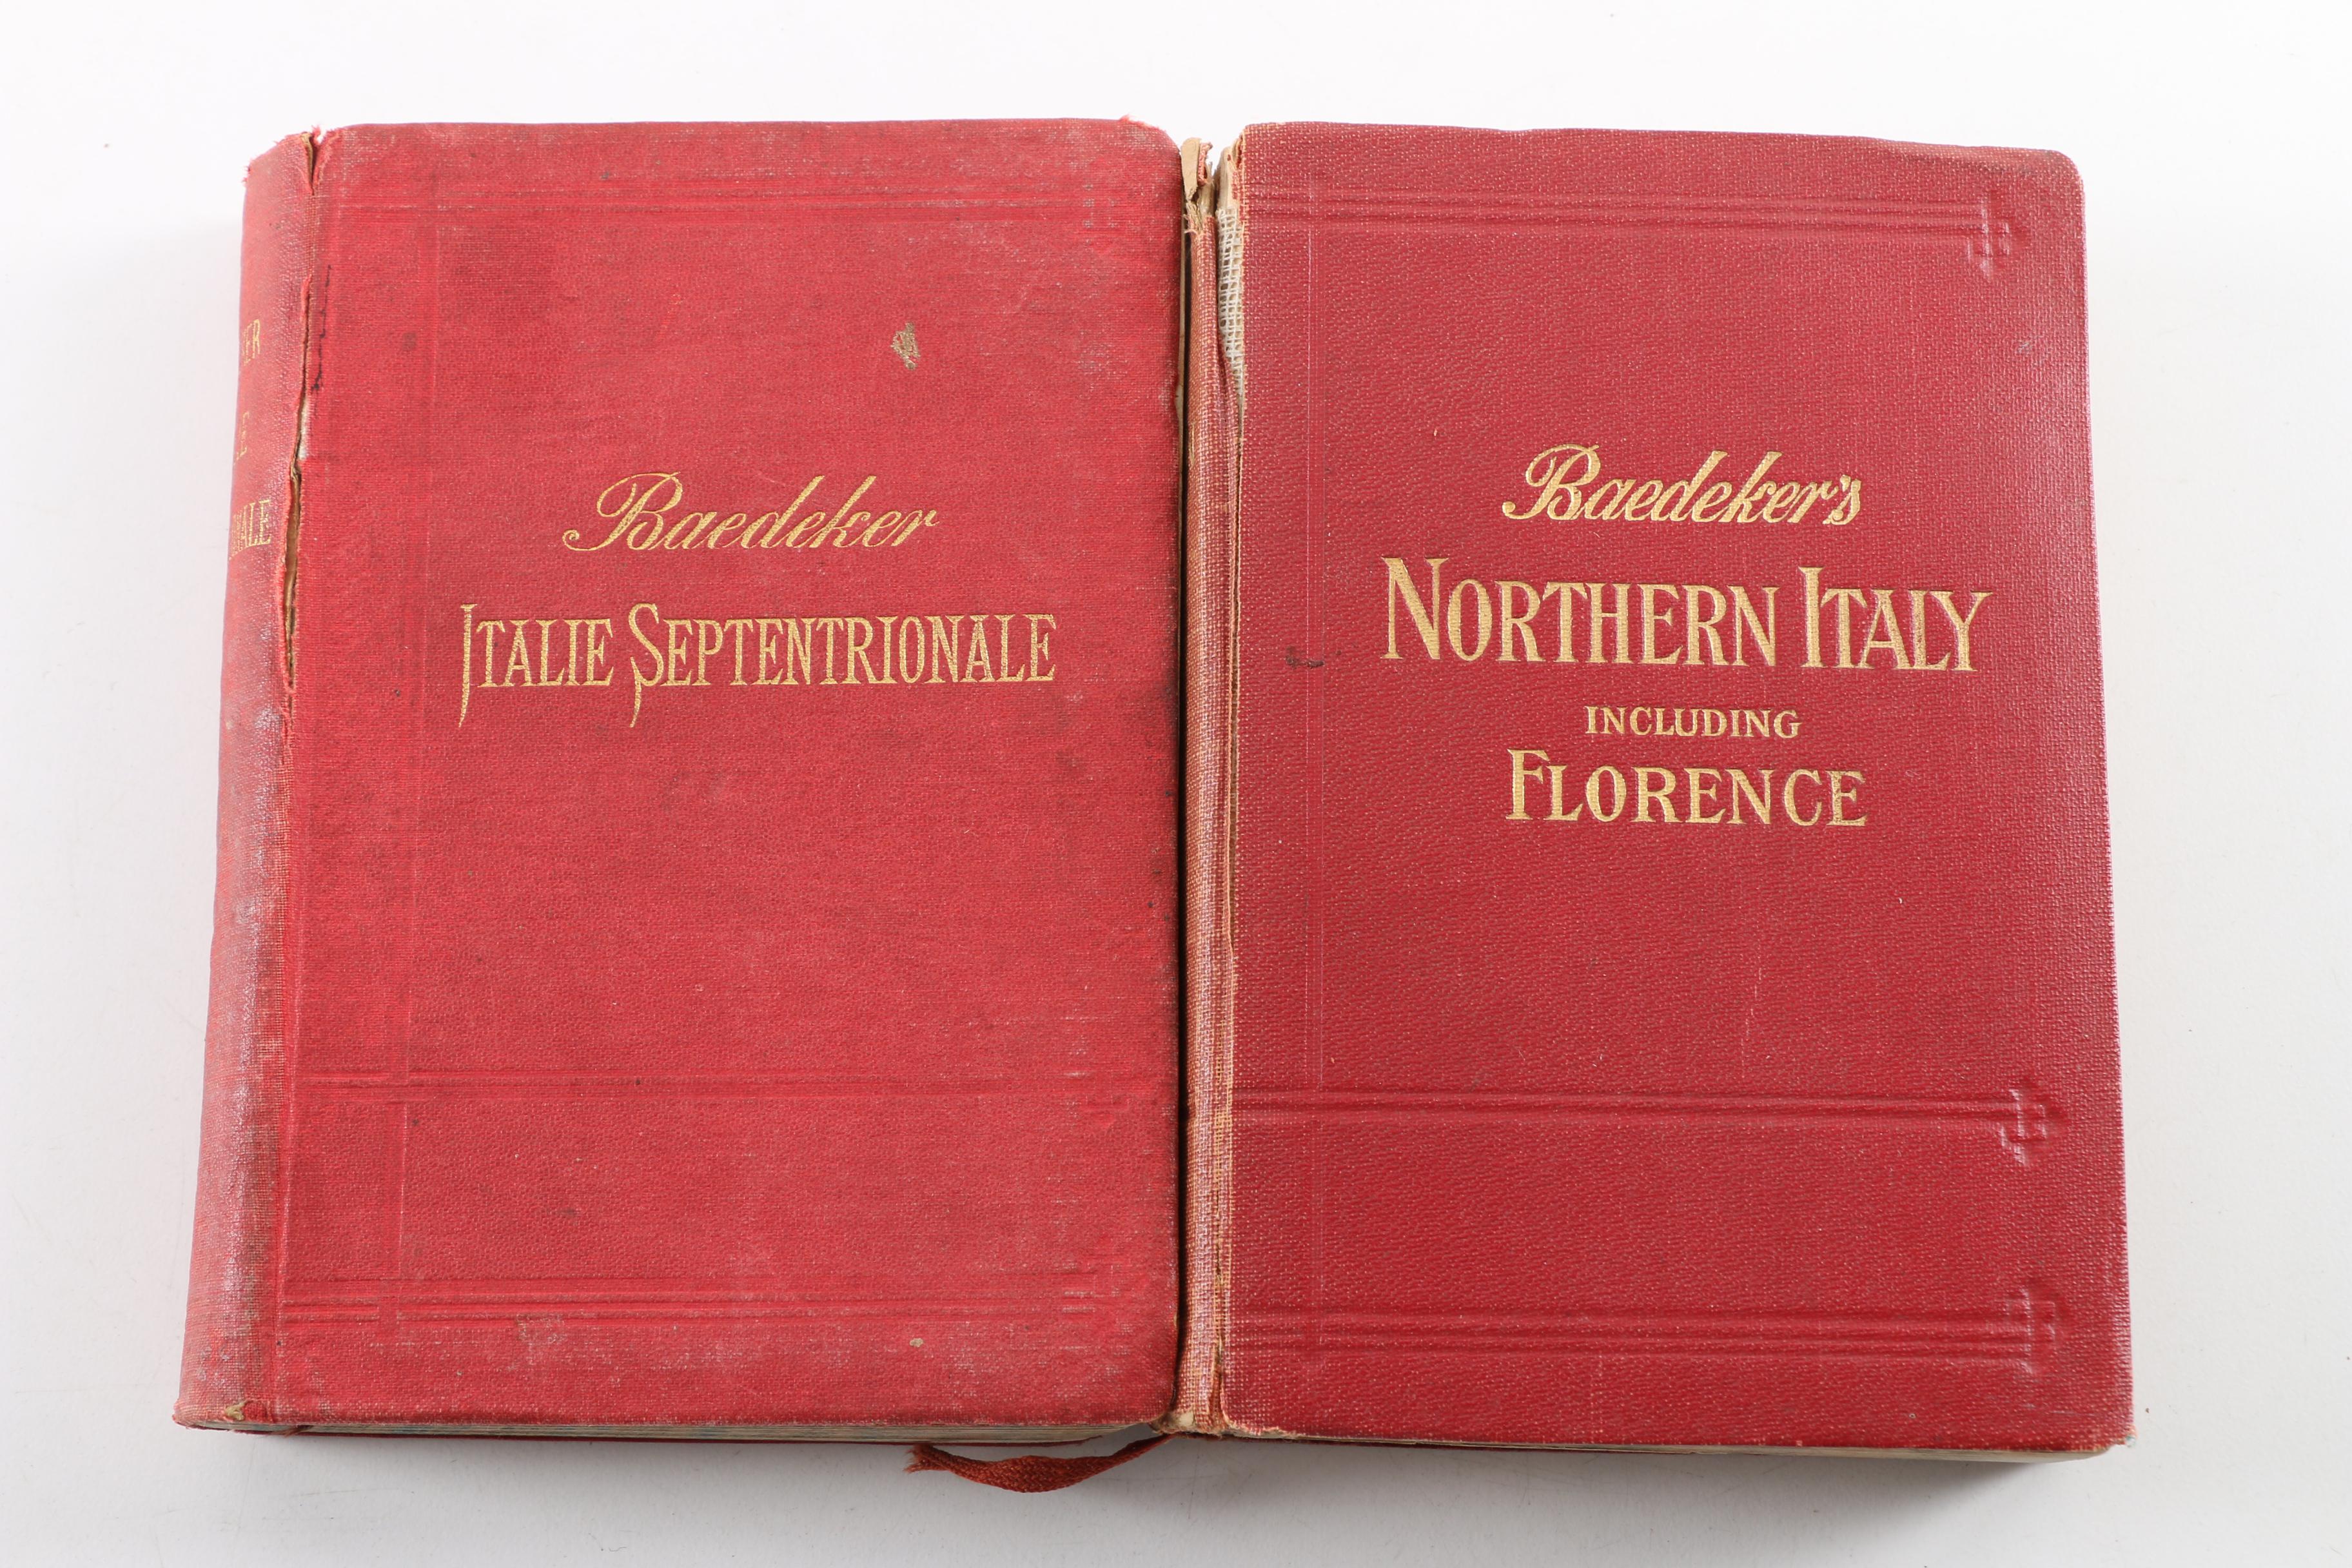 Baedeker
ITALIE SEPTENTRIONALE
Baedeker's
NORTHERN ITALY
INCLUDING
FLORENCE